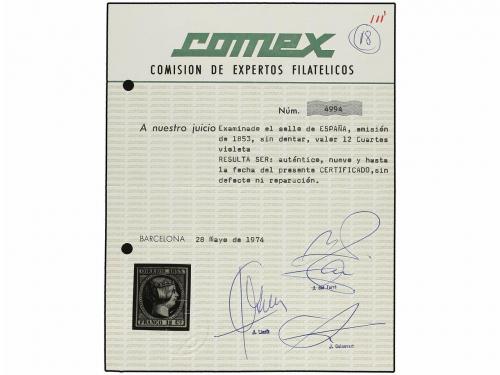 111'
18
comex
COMISION DE EXPERTOS FILATELICOS
Núm. 4994
A nuestro juicio Examinado el sello de ESPAÑA, emisión
de 1853, sin dentar, valor 12 Cuartos
violeta
RESULTA SER: auténtico, nuevo y hasta
la fecha del presente CERTIFICADO, sin
defecto ni reparación.
BARCELONA 28 Mayo de 1974
CORREOS 1853.
FRANCO 12 CS